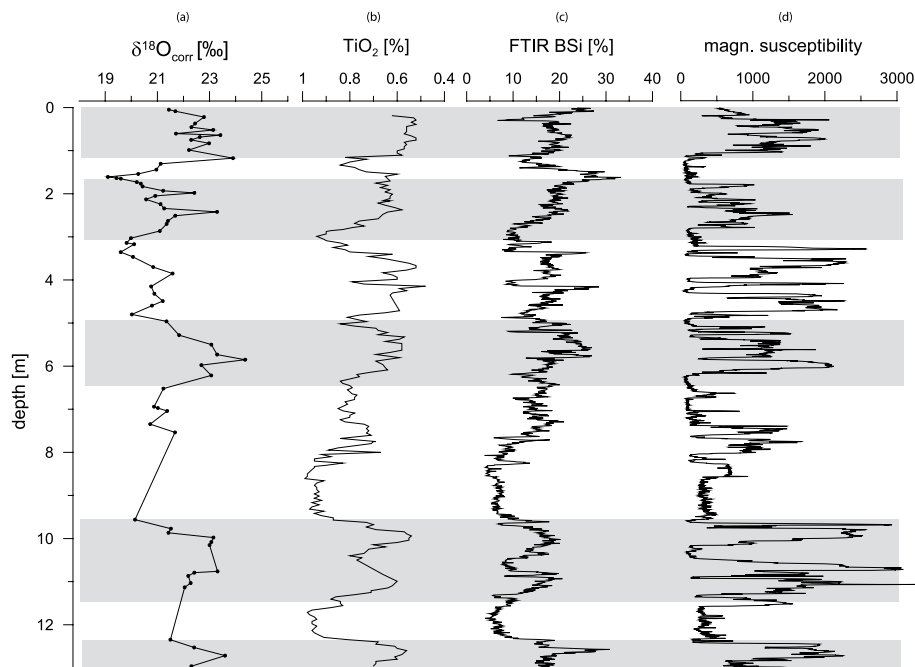 (a) (b) (c) (d)
δ18Ocorr [‰] TiO2 [%] FTIR BSi [%] magn. susceptibility
19 21 23 25 1 0.8 0.6 0.4 0 10 20 30 40 0 1000 2000 3000
0
2
4
6
8
10
12
depth [m]